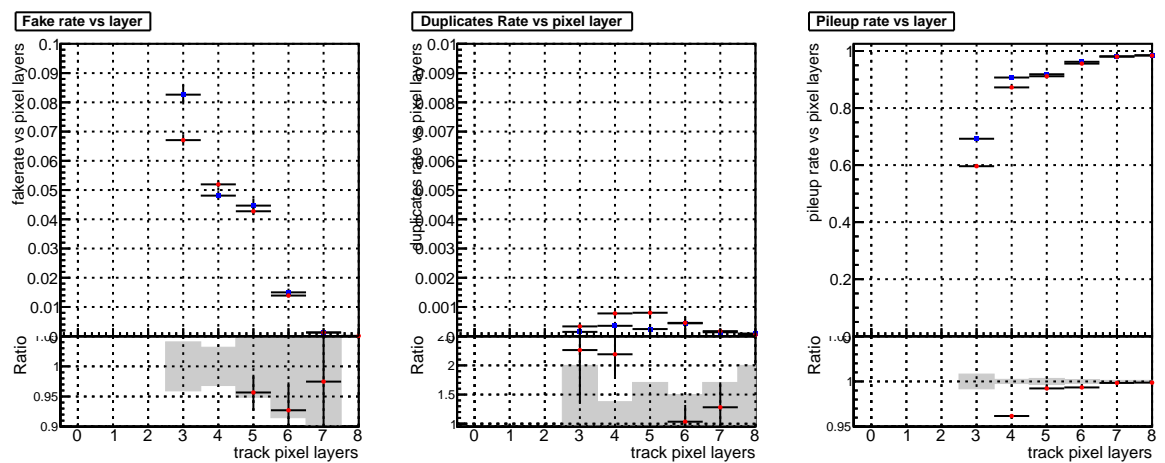 Fake rate vs layer
fakerate vs pixel layers
0.1
0.09
0.08
0.07
0.06
0.05
0.04
0.03
0.02
0.01
0
Ratio
0.95
0.9
0 1 2 3 4 5 6 7 8
track pixel layers
Duplicates Rate vs pixel layer
duplicates rate vs pixel layers
0.01
0.009
0.008
0.007
0.006
0.005
0.004
0.003
0.002
0.001
0
Ratio
2
1.5
1
0 1 2 3 4 5 6 7 8
track pixel layers
Pileup rate vs layer
pileup rate vs pixel layers
1
0.8
0.6
0.4
0.2
0
Ratio
1
0.95
0 1 2 3 4 5 6 7 8
track pixel layers